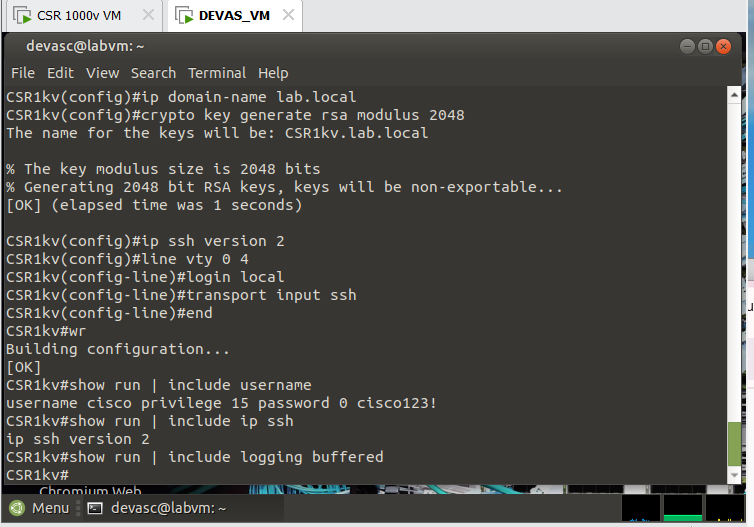 CSR 1000v VM
DEVAS_VM
devasc@labvm: ~
File Edit View Search Terminal Help
CSR1kv(config)#ip domain-name lab.local
CSR1kv(config)#crypto key generate rsa modulus 2048
The name for the keys will be: CSR1kv.lab.local
% The key modulus size is 2048 bits
% Generating 2048 bit RSA keys, keys will be non-exportable...
[OK] (elapsed time was 1 seconds)
CSR1kv(config)#ip ssh version 2
CSR1kv(config)#line vty 0 4
CSR1kv(config-line)#login local
CSR1kv(config-line)#transport input ssh
CSR1kv(config-line)#end
CSR1kv#wr
Building configuration...
[OK]
CSR1kv#show run | include username
username cisco privilege 15 password 0 cisco123!
CSR1kv#show run | include ip ssh
ip ssh version 2
CSR1kv#show run | include logging buffered
CSR1kv#
Chromium Web
Menu
devasc@labvm: ~